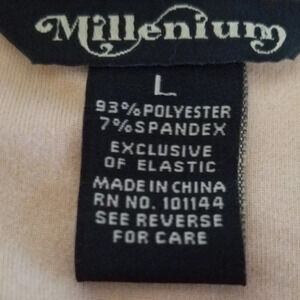 Millenium
L
93% POLYESTER
7% SPANDEX
EXCLUSIVE
OF ELASTIC
MADE IN CHINA
RN NO. 101144
SEE REVERSE
FOR CARE